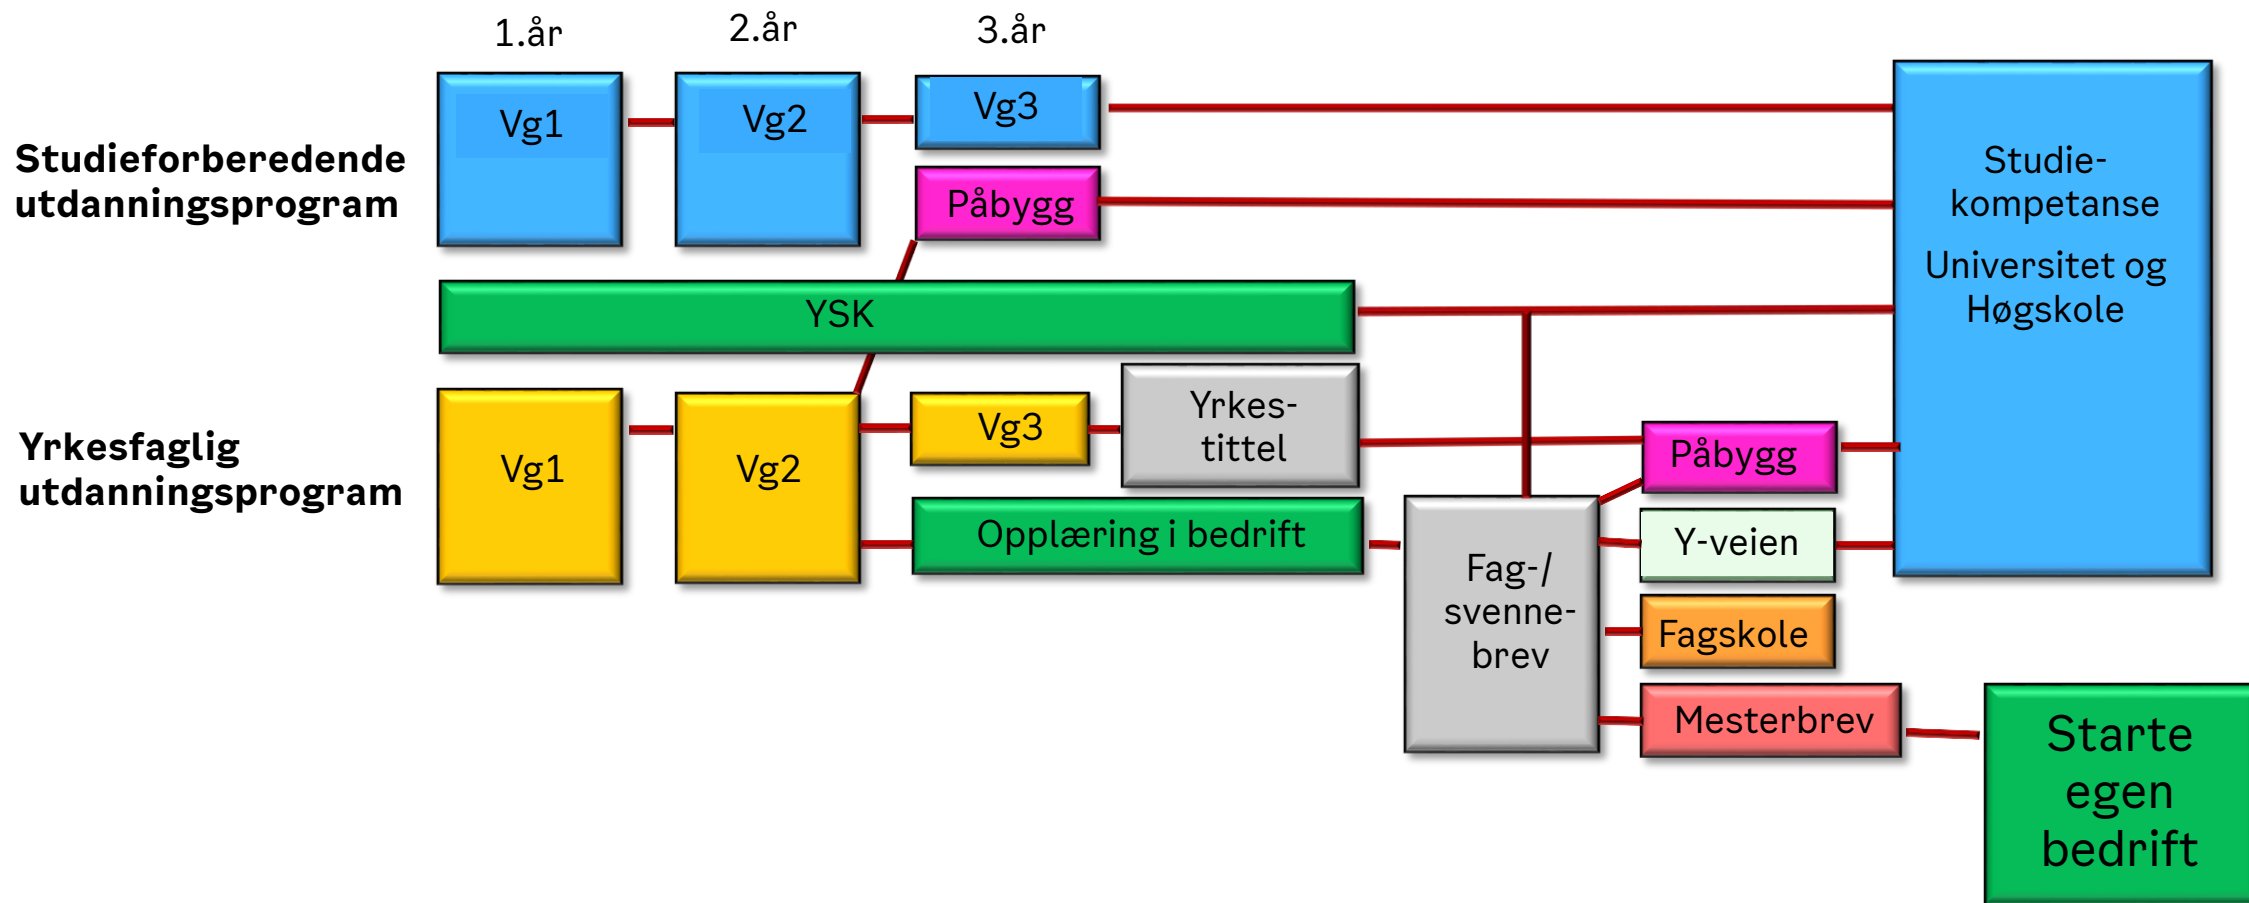 1.år
2.år
3.år
Studieforberedende
utdanningsprogram
Vg1
Vg2
Vg3
Påbygg
Studie-
kompetanse
Universitet og
Høgskole
YSK
Yrkesfaglig
utdanningsprogram
Vg1
Vg2
Vg3
Yrkes-
tittel
Opplæring i bedrift
Fag-/
svenne-
brev
Påbygg
Y-veien
Fagskole
Mesterbrev
Starte
egen
bedrift